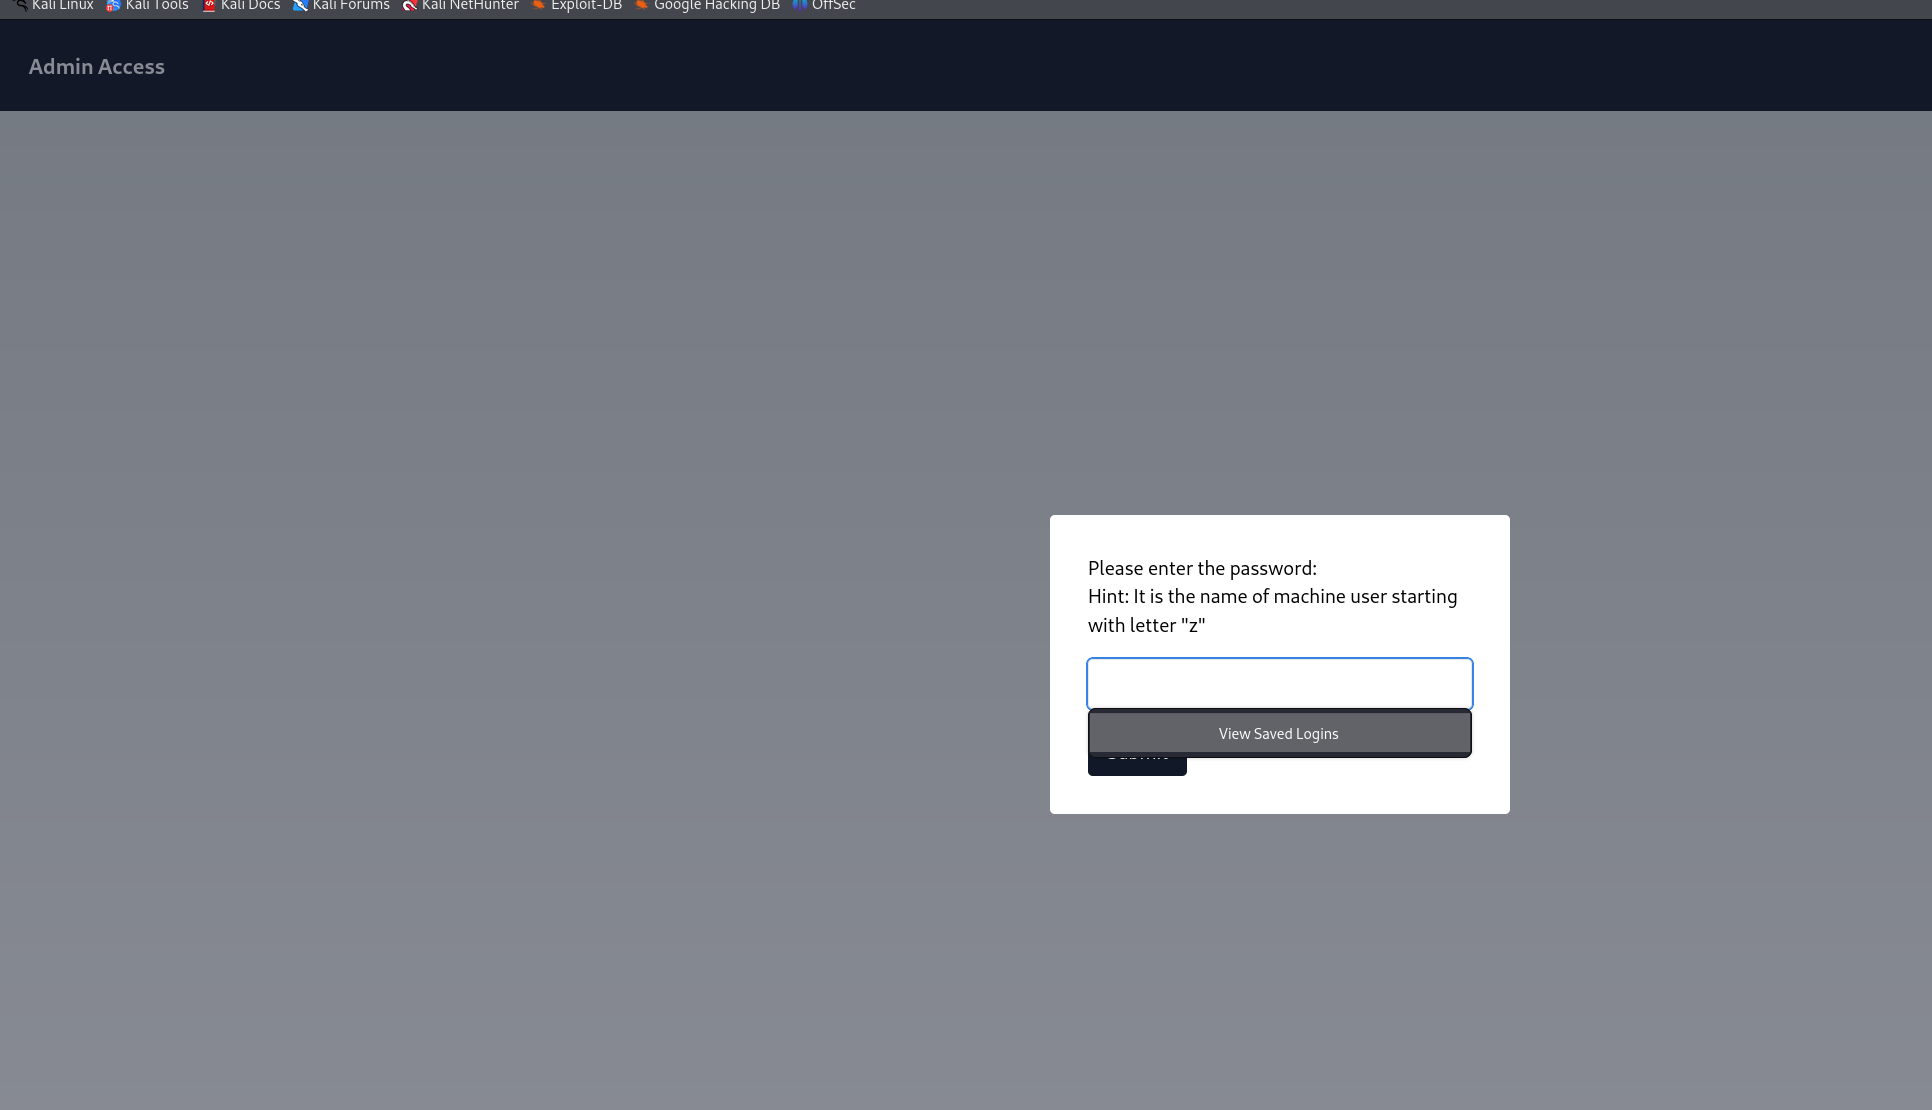 Kali Linux Kali Tools Kali Docs Kali Forums Kali NetHunter Exploit-DB Google Hacking DB OffSec
Admin Access
Please enter the password:
Hint: It is the name of machine user starting
with letter "z"
View Saved Logins